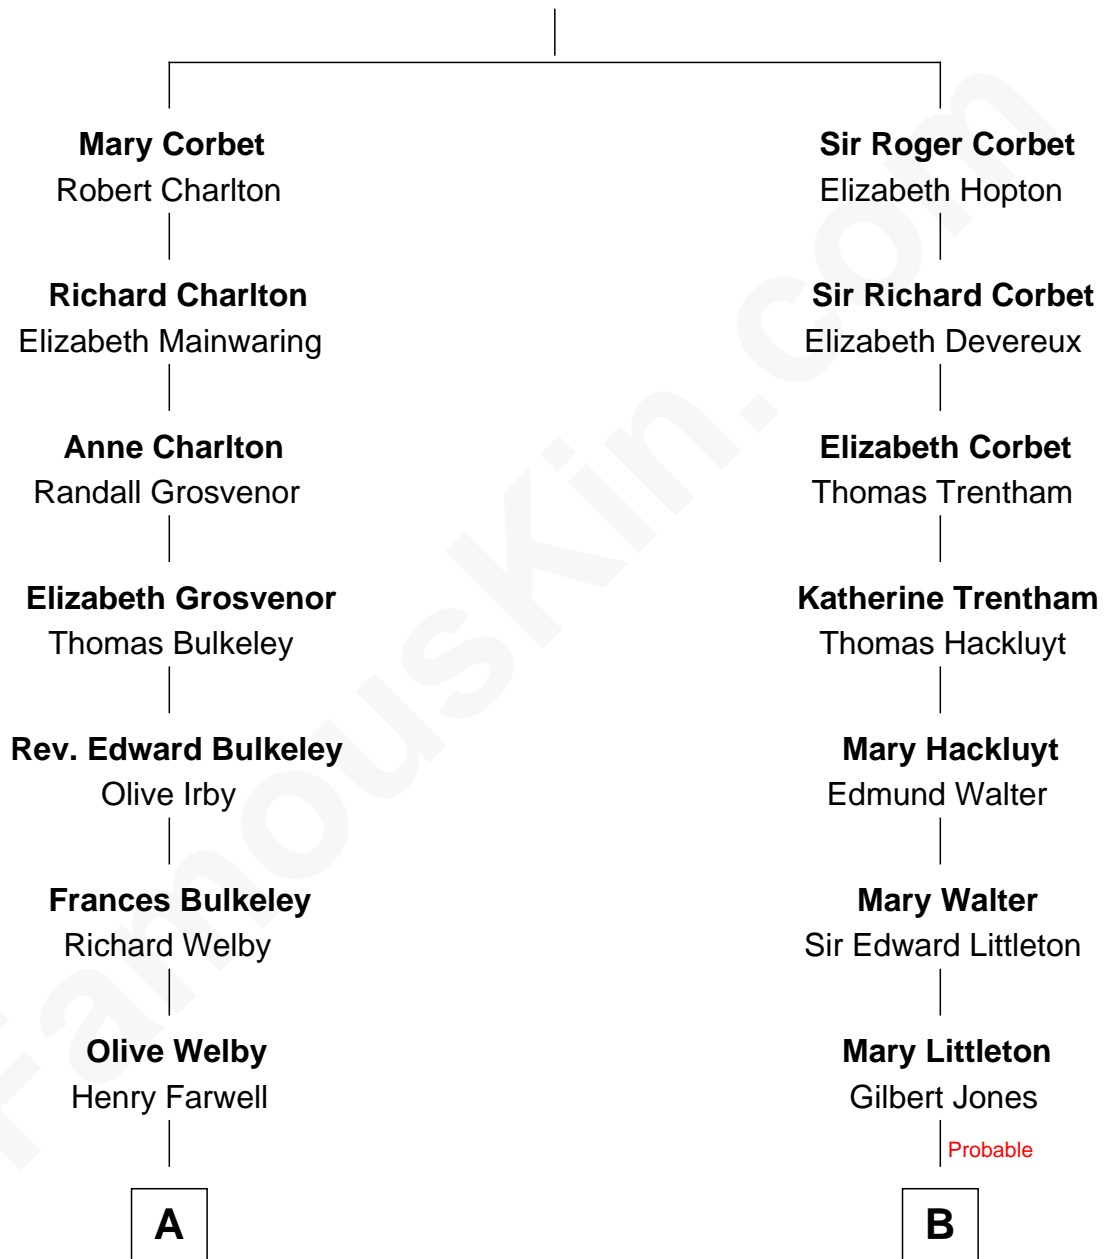 Mary Corbet
Robert Charlton
Sir Roger Corbet
Elizabeth Hopton
Richard Charlton
Elizabeth Mainwaring
Sir Richard Corbet
Elizabeth Devereux
Anne Charlton
Randall Grosvenor
Elizabeth Corbet
Thomas Trentham
Elizabeth Grosvenor
Thomas Bulkeley
Katherine Trentham
Thomas Hackluyt
Rev. Edward Bulkeley
Olive Irby
Mary Hackluyt
Edmund Walter
Frances Bulkeley
Richard Welby
Mary Walter
Sir Edward Littleton
Olive Welby
Henry Farwell
Mary Littleton
Gilbert Jones
Probable
A
B
FamousKin.com